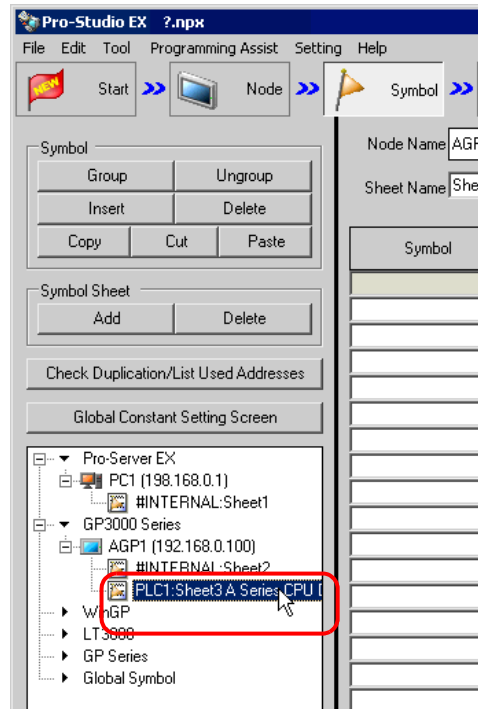 Pro-Studio EX ?.npx
File Edit Tool Programming Assist Setting Help
NEW Start Node Symbol
Symbol
Group Ungroup
Insert Delete
Copy Cut Paste
Symbol Sheet
Add Delete
Check Duplication/List Used Addresses
Global Constant Setting Screen
Pro-Server EX
PC1 (198.168.0.1)
#INTERNAL:Sheet1
GP3000 Series
AGP1 (192.168.0.100)
#INTERNAL:Sheet2
PLC1:Sheet3 A Series CPU
WinGP
LT3000
GP Series
Global Symbol
Node Name AGP
Sheet Name She
Symbol